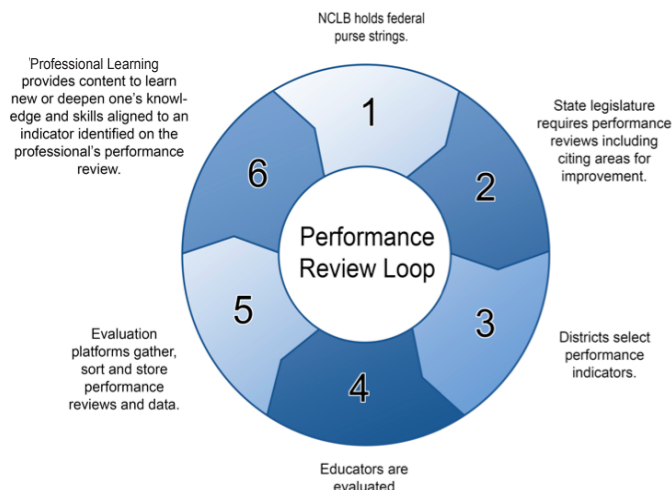 NCLB holds federal
purse strings.
'Professional Learning
provides content to learn
new or deepen one's knowl-
edge and skills aligned to an
indicator identified on the
professional's performance
review.
State legislature
requires performance
reviews including
citing areas for
improvement.
1
2
3
4
5
6
Performance
Review Loop
Evaluation
platforms gather,
sort and store
performance
reviews and data.
Districts select
performance
indicators.
Educators are
evaluated